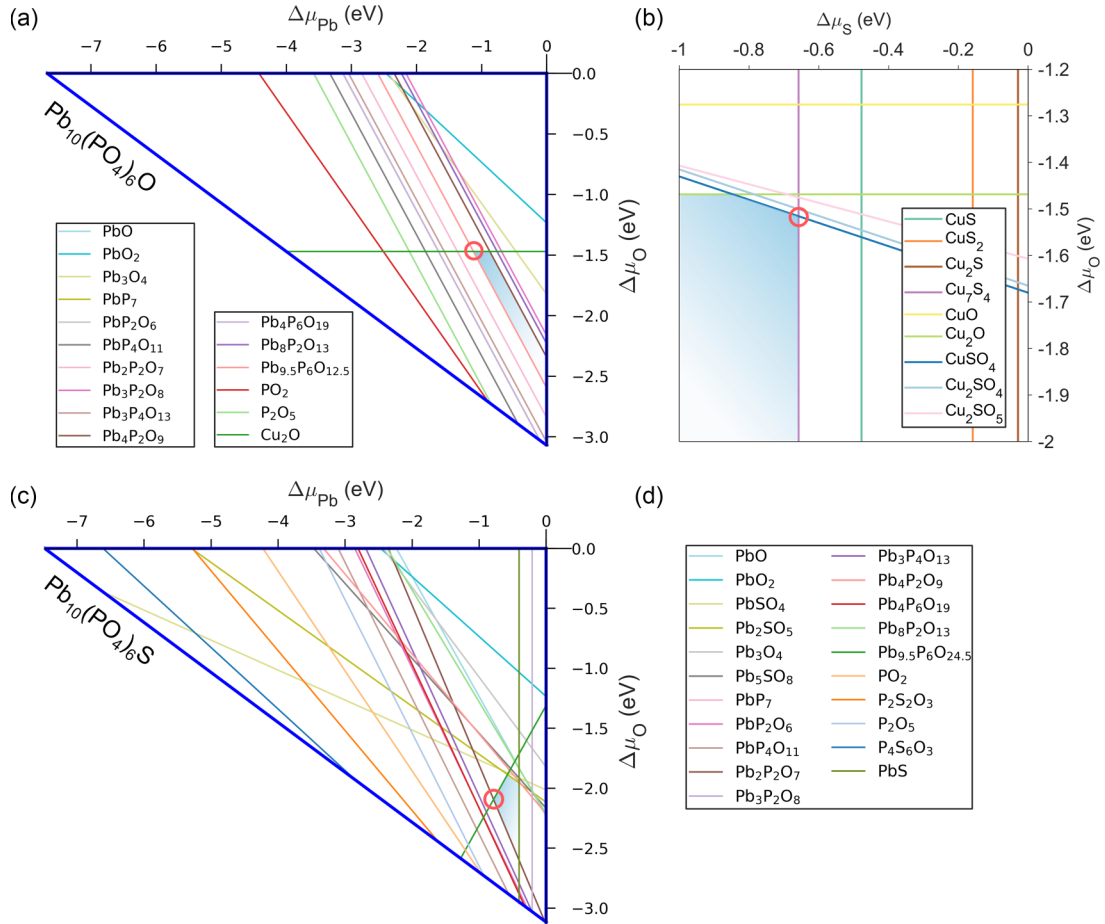 (a)
Δμ_Pb (eV)
−7 −6 −5 −4 −3 −2 −1 0
0.0
−0.5
−1.0
−1.5
−2.0
−2.5
−3.0
Δμ_O (eV)
Pb₁₀(PO₄)₆O
PbO
PbO₂
Pb₃O₄
PbP₇
PbP₂O₆
PbP₄O₁₁
Pb₂P₂O₇
Pb₃P₂O₈
Pb₃P₄O₁₃
Pb₄P₂O₉
Pb₄P₆O₁₉
Pb₈P₂O₁₃
Pb₉.₅P₆O₁₂.₅
PO₂
P₂O₅
Cu₂O
(b)
Δμ_S (eV)
-1 -0.8 -0.6 -0.4 -0.2 0
-1.2
-1.3
-1.4
-1.5
-1.6
-1.7
-1.8
-1.9
-2
Δμ_O (eV)
CuS
CuS₂
Cu₂S
Cu₇S₄
CuO
Cu₂O
CuSO₄
Cu₂SO₄
Cu₂SO₅
(c)
Δμ_Pb (eV)
−7 −6 −5 −4 −3 −2 −1 0
0.0
−0.5
−1.0
−1.5
−2.0
−2.5
−3.0
Δμ_O (eV)
Pb₁₀(PO₄)₆S
(d)
PbO
PbO₂
PbSO₄
Pb₂SO₅
Pb₃O₄
Pb₅SO₈
PbP₇
PbP₂O₆
PbP₄O₁₁
Pb₂P₂O₇
Pb₃P₂O₈
Pb₃P₄O₁₃
Pb₄P₂O₉
Pb₄P₆O₁₉
Pb₈P₂O₁₃
Pb₉.₅P₆O₂₄.₅
PO₂
P₂S₂O₃
P₂O₅
P₄S₆O₃
PbS